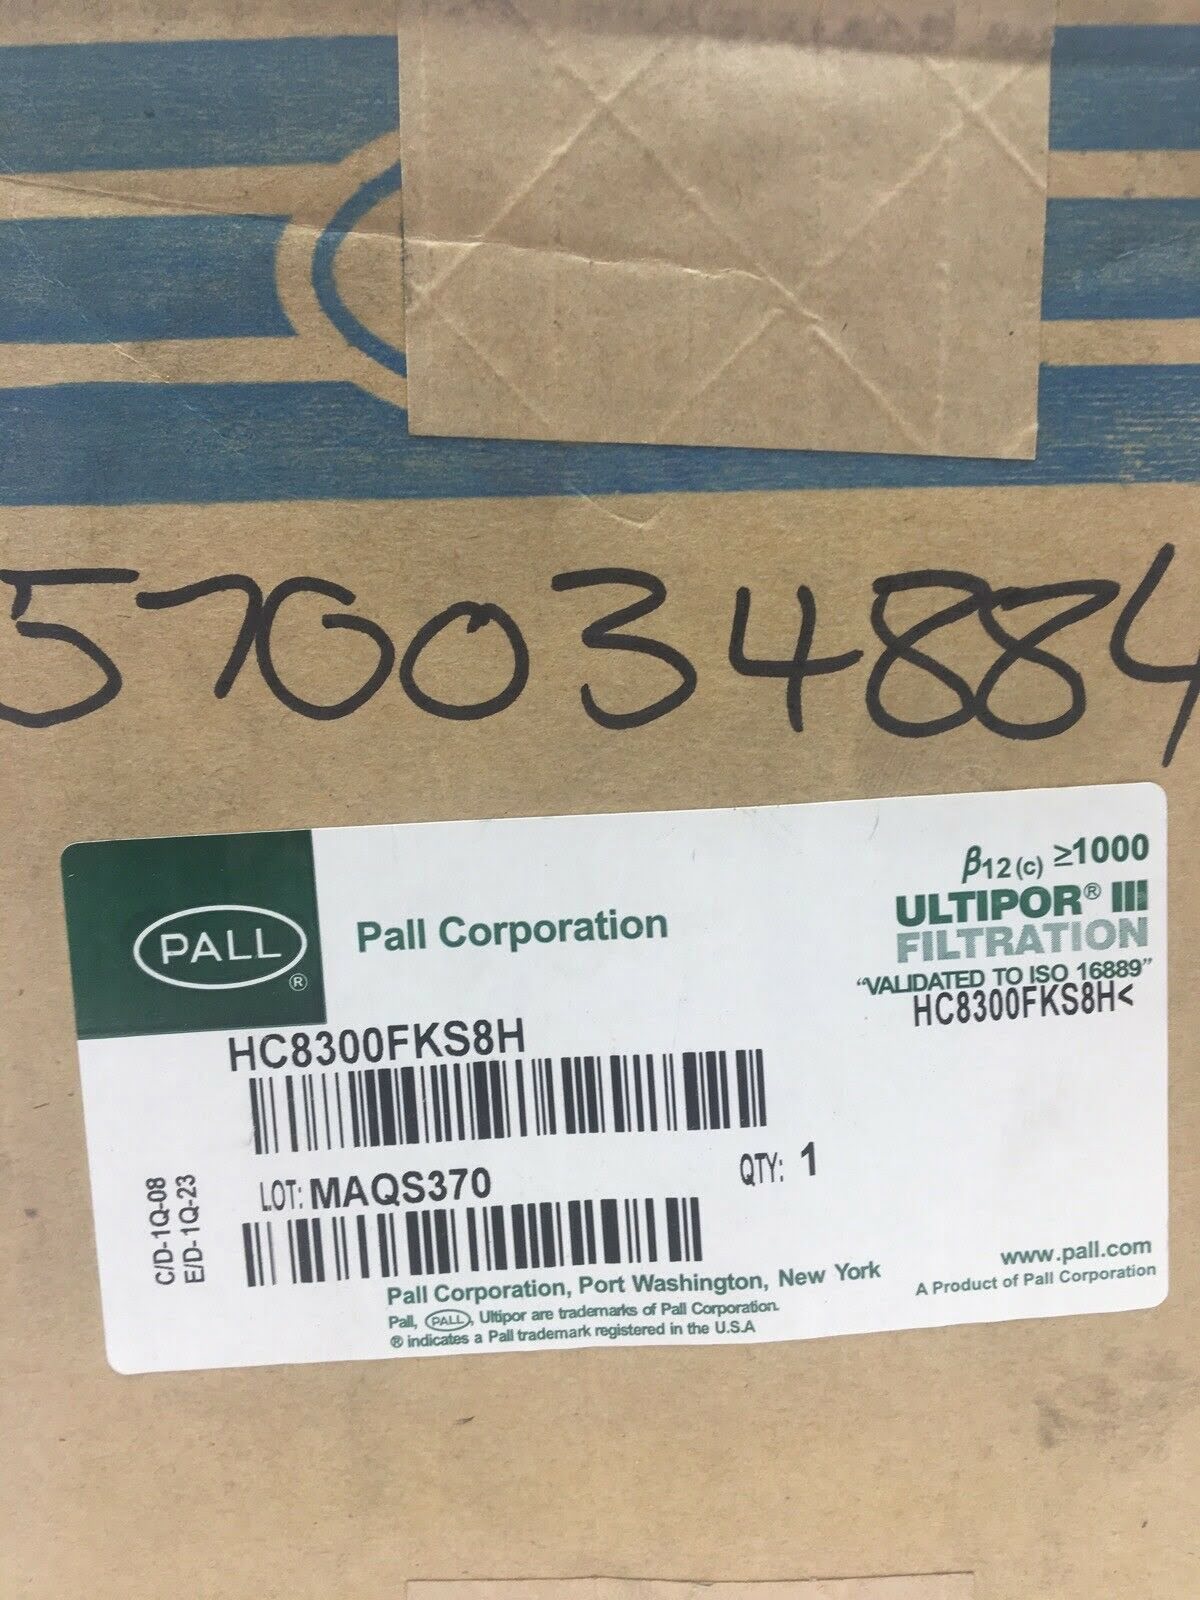 570034884
PALL
®
Pall Corporation
β12 (c) ≥1000
ULTIPOR® III
FILTRATION
“VALIDATED TO ISO 16889”
HC8300FKS8H<
HC8300FKS8H
LOT: MAQS370
QTY: 1
C/D-1Q-08
E/D-1Q-23
Pall Corporation, Port Washington, New York
Pall, PALL, Ultipor are trademarks of Pall Corporation.
® indicates a Pall trademark registered in the U.S.A
www.pall.com
A Product of Pall Corporation